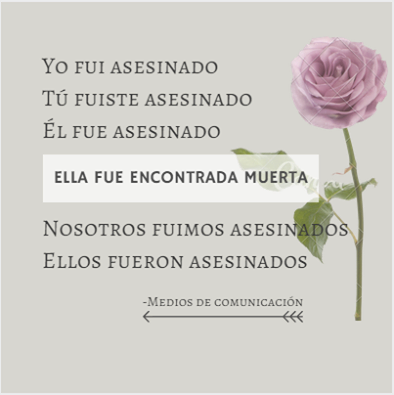 Yo fui asesinado
Tú fuiste asesinado
Él fue asesinado
ELLA FUE ENCONTRADA MUERTA
Nosotros fuimos asesinados
Ellos fueron asesinados
-Medios de comunicación